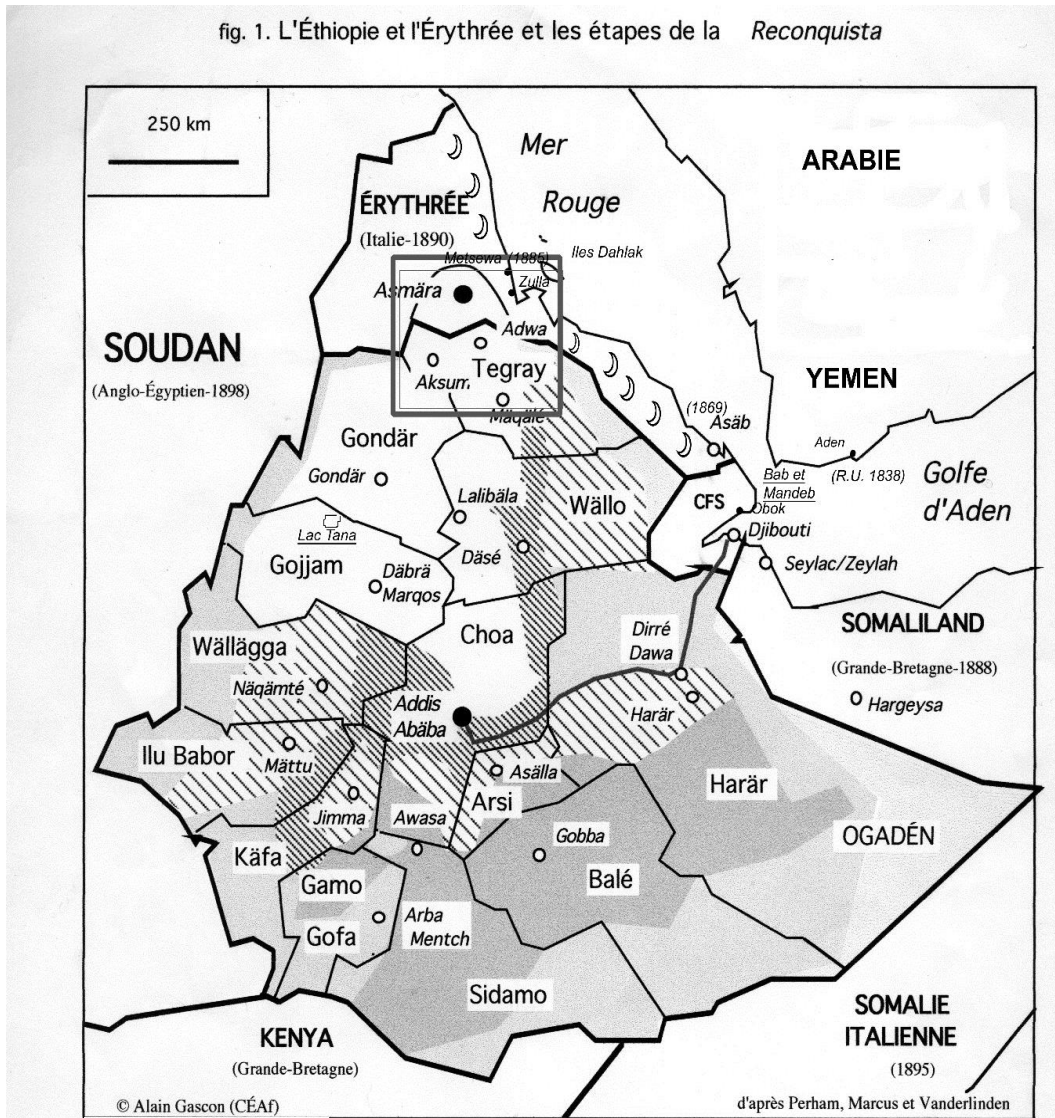 fig. 1. L'Éthiopie et l'Érythrée et les étapes de la Reconquista
250 km
Mer
Rouge
ARABIE
ÉRYTHRÉE
(Italie-1890)
Iles Dahlak
Metsewa (1885)
Zulla
Asmära
SOUDAN
(Anglo-Égyptien-1898)
Adwa
Tegray
Aksum
Mäqälé
YEMEN
(1869)
Asäb
Aden
(R.U. 1838)
Golfe
d'Aden
Bab et
Mandeb
Gondär
Gondär
Lalibäla
Wällo
CFS
Obok
Djibouti
Lac Tana
Gojjam
Däsé
Seylac/Zeylah
Däbrä
Marqos
Choa
Dirré
Dawa
SOMALILAND
(Grande-Bretagne-1888)
Wällägga
Näqämté
Addis
Abäba
Harär
Hargeysa
Ilu Babor
Mättu
Asälla
Harär
Jimma
Awasa
Arsi
OGADÉN
Käfa
Gobba
Balé
Gamo
Gofa
Arba
Mentch
Sidamo
KENYA
(Grande-Bretagne)
SOMALIE
ITALIENNE
(1895)
© Alain Gascon (CÉAf)
d'après Perham, Marcus et Vanderlinden